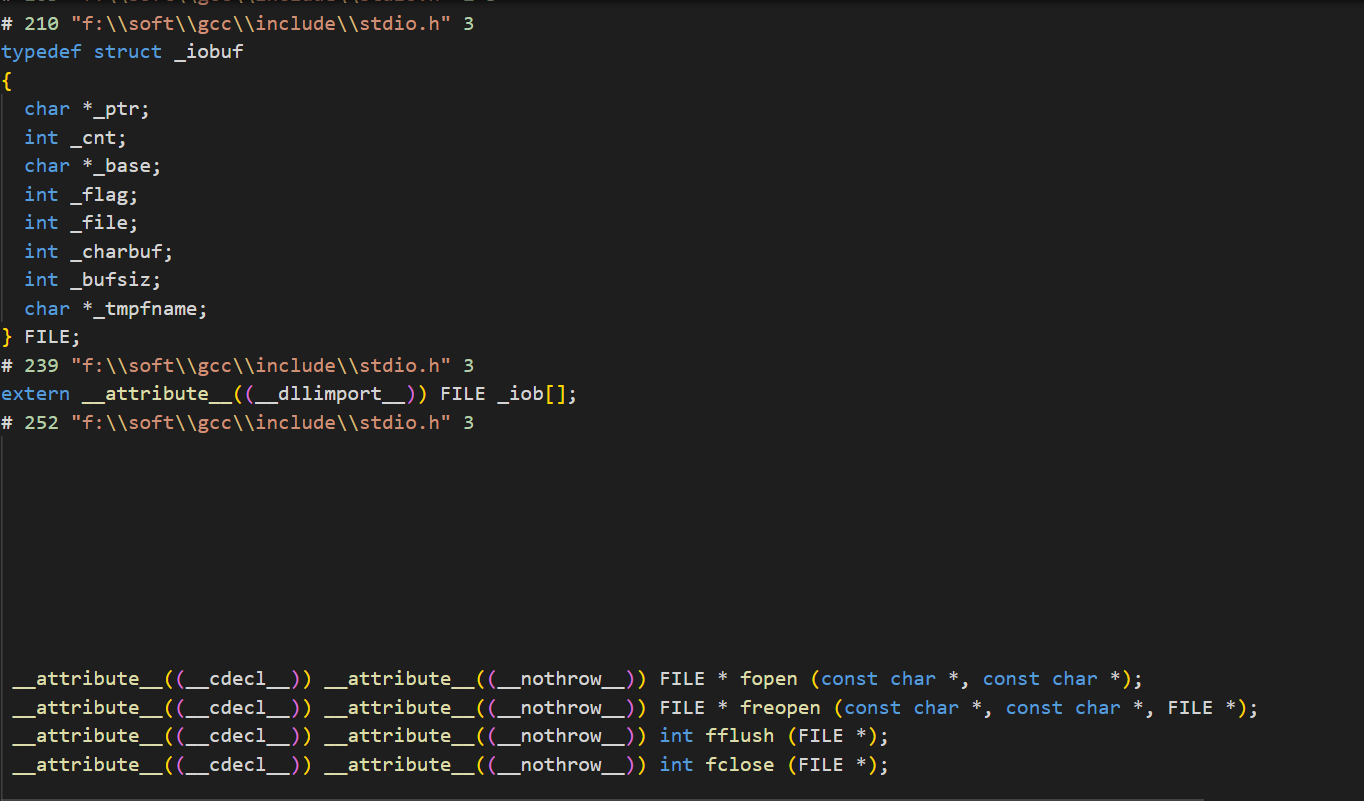 # 210 "f:\\soft\\gcc\\include\\stdio.h" 3
typedef struct _iobuf
{
  char *_ptr;
  int _cnt;
  char *_base;
  int _flag;
  int _file;
  int _charbuf;
  int _bufsiz;
  char *_tmpfname;
} FILE;
# 239 "f:\\soft\\gcc\\include\\stdio.h" 3
extern __attribute__((__dllimport__)) FILE _iob[];
# 252 "f:\\soft\\gcc\\include\\stdio.h" 3
 __attribute__((__cdecl__)) __attribute__((__nothrow__)) FILE * fopen (const char *, const char *);
 __attribute__((__cdecl__)) __attribute__((__nothrow__)) FILE * freopen (const char *, const char *, FILE *);
 __attribute__((__cdecl__)) __attribute__((__nothrow__)) int fflush (FILE *);
 __attribute__((__cdecl__)) __attribute__((__nothrow__)) int fclose (FILE *);